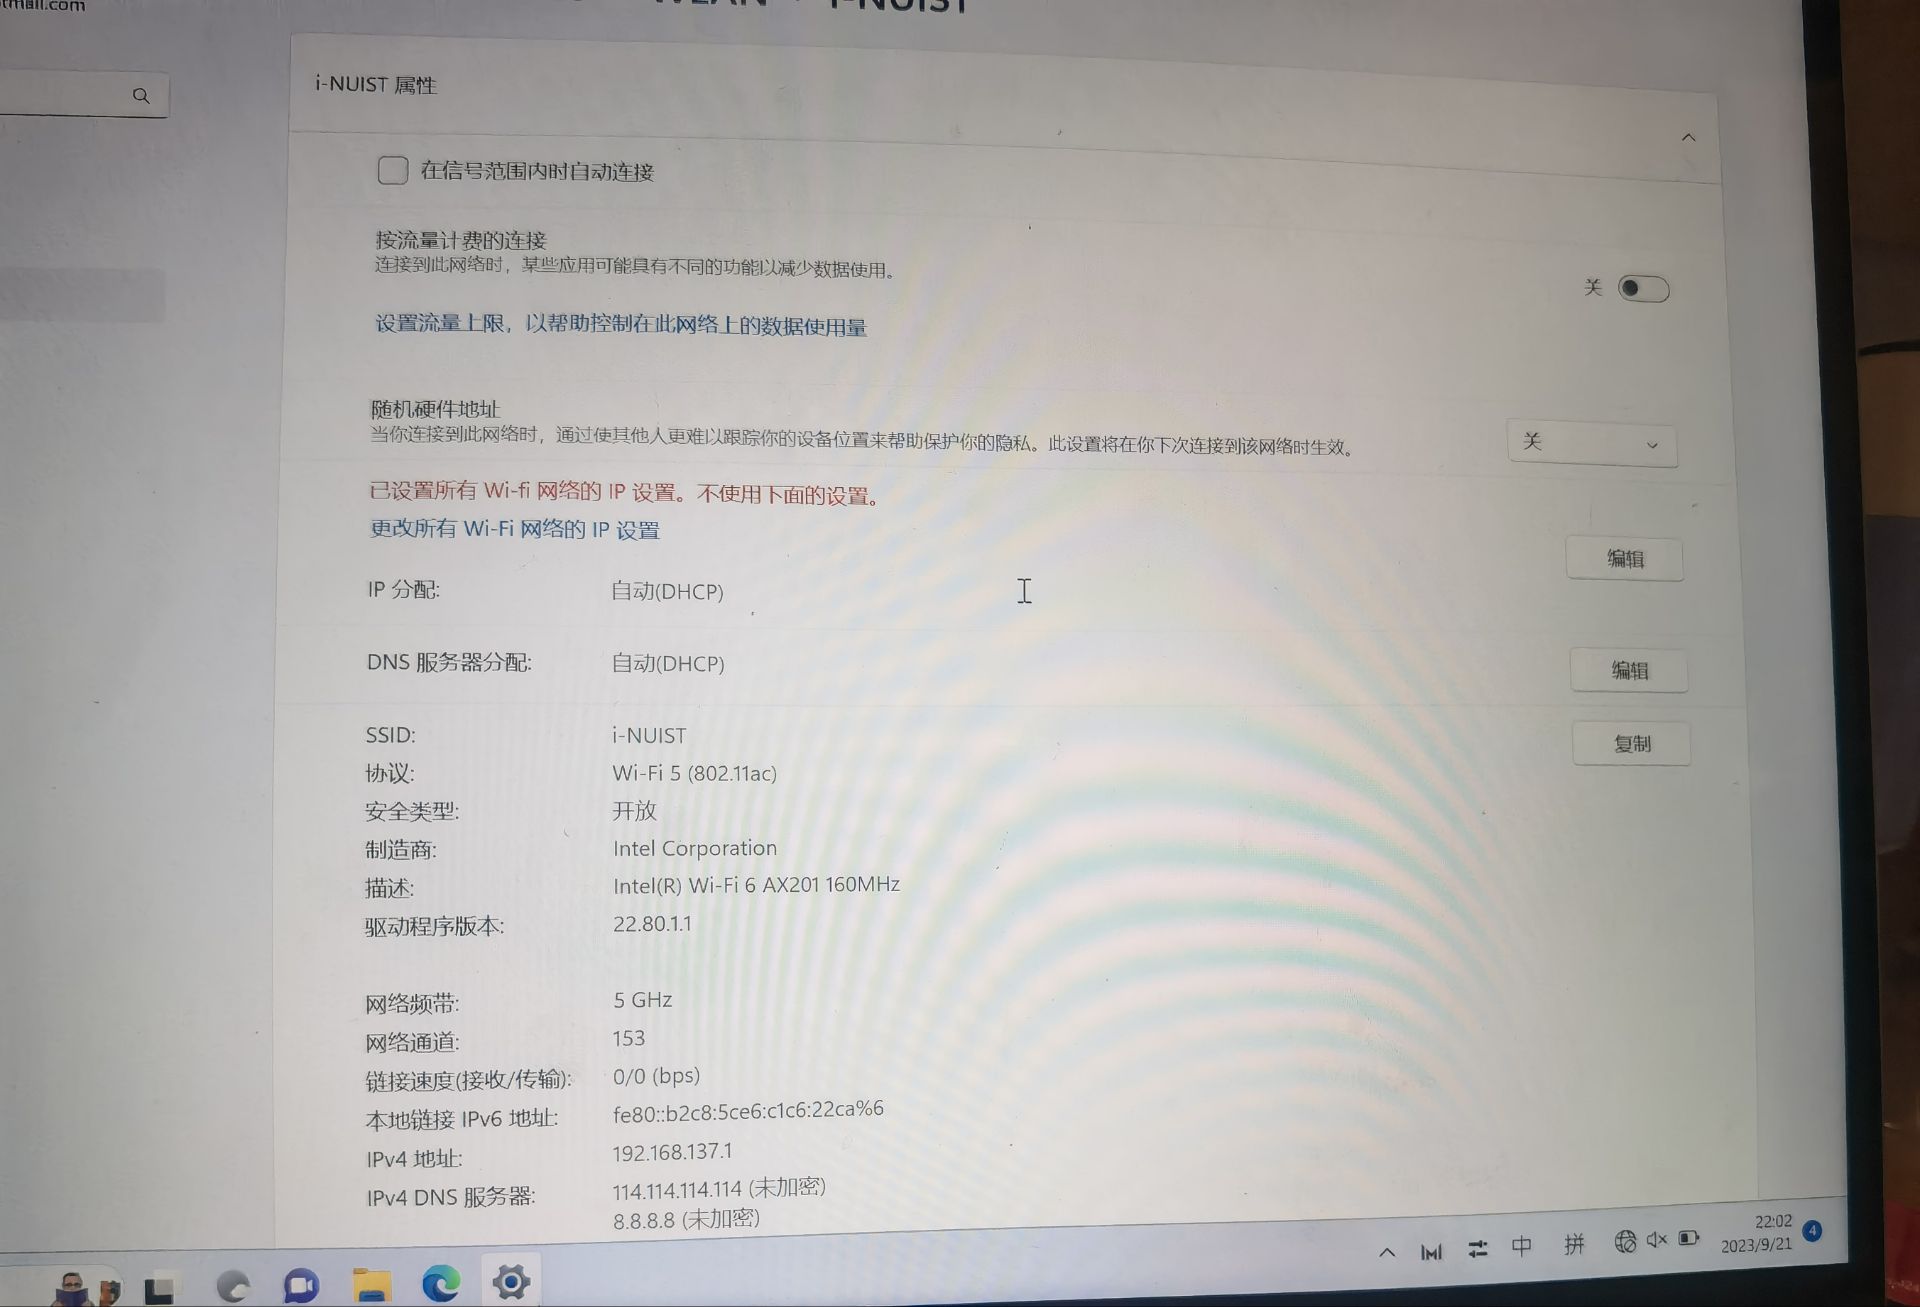 WLAN › i-NUIST
i-NUIST 属性
在信号范围内时自动连接
按流量计费的连接
连接到此网络时，某些应用可能具有不同的功能以减少数据使用。
关
设置流量上限，以帮助控制在此网络上的数据使用量
随机硬件地址
当你连接到此网络时，通过使其他人更难以跟踪你的设备位置来帮助保护你的隐私。此设置将在你下次连接到该网络时生效。
关
已设置所有 Wi-fi 网络的 IP 设置。不使用下面的设置。
更改所有 Wi-Fi 网络的 IP 设置
编辑
IP 分配: 自动(DHCP)
DNS 服务器分配: 自动(DHCP)
编辑
SSID: i-NUIST
复制
协议: Wi-Fi 5 (802.11ac)
安全类型: 开放
制造商: Intel Corporation
描述: Intel(R) Wi-Fi 6 AX201 160MHz
驱动程序版本: 22.80.1.1
网络频带: 5 GHz
网络通道: 153
链接速度(接收/传输): 0/0 (bps)
本地链接 IPv6 地址: fe80::b2c8:5ce6:c1c6:22ca%6
IPv4 地址: 192.168.137.1
IPv4 DNS 服务器: 114.114.114.114 (未加密)
8.8.8.8 (未加密)
中 拼
22:02
2023/9/21
4